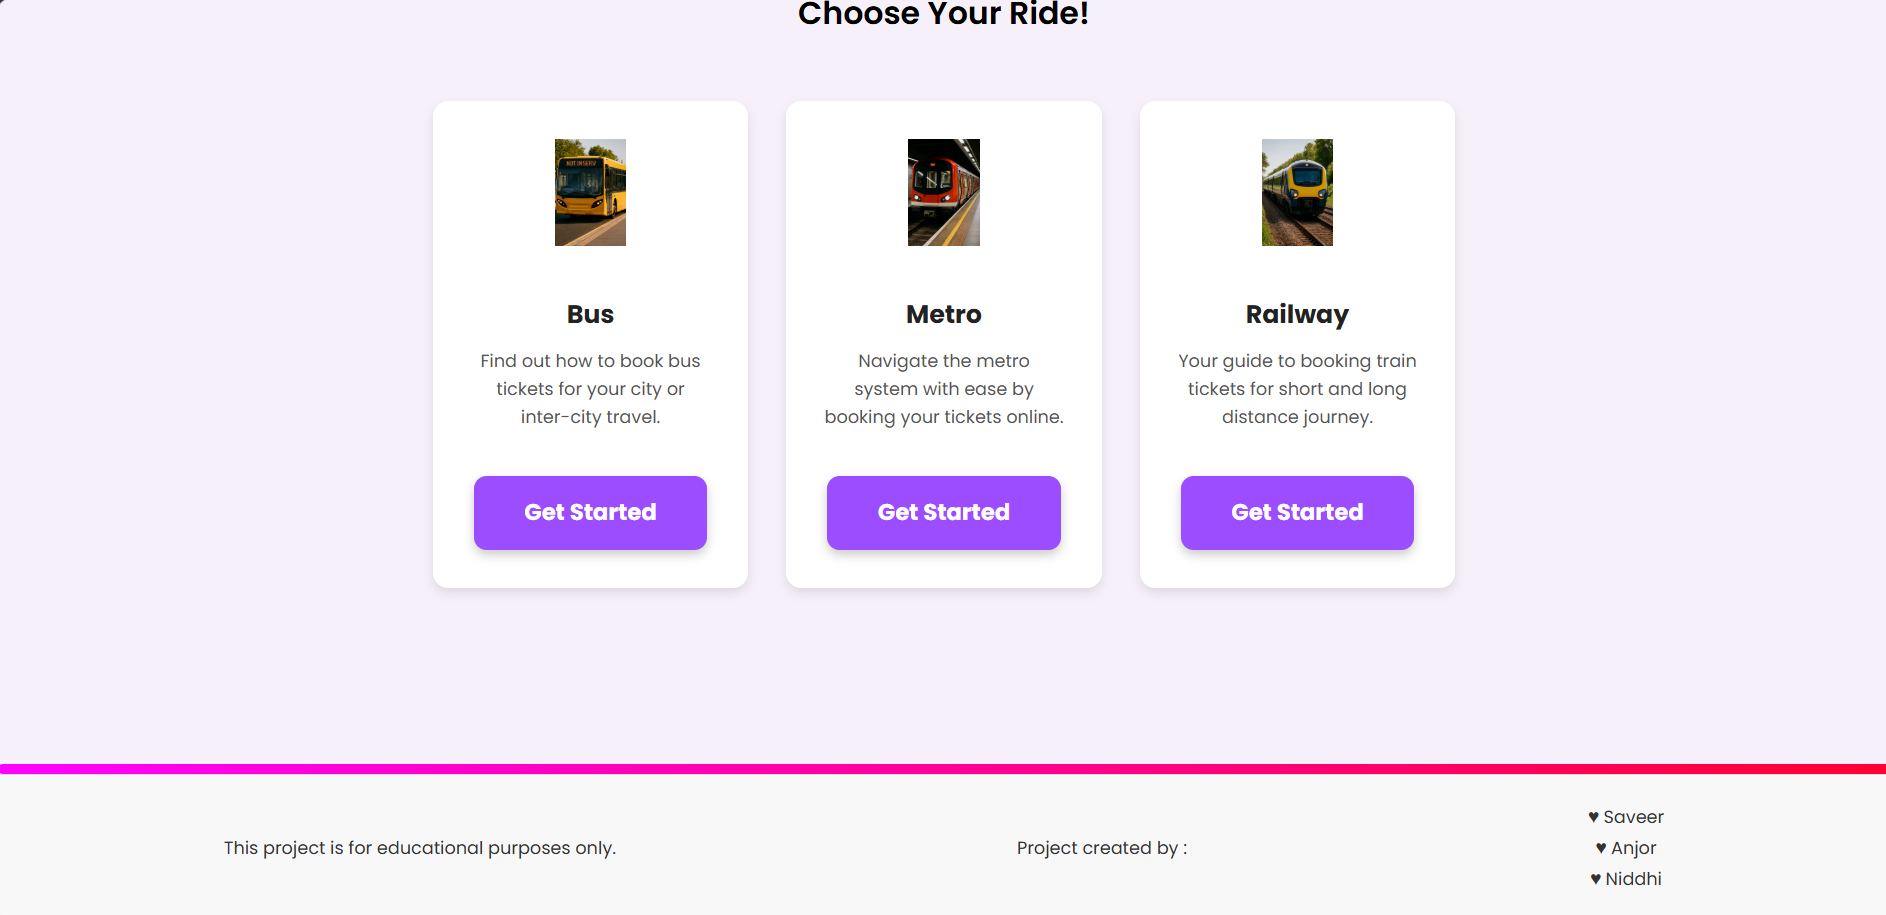 Choose Your Ride!
NOT IN SERV
Bus
Find out how to book bus
tickets for your city or
inter-city travel.
Get Started
Metro
Navigate the metro
system with ease by
booking your tickets online.
Get Started
Railway
Your guide to booking train
tickets for short and long
distance journey.
Get Started
This project is for educational purposes only.
Project created by :
♥ Saveer
♥ Anjor
♥ Niddhi